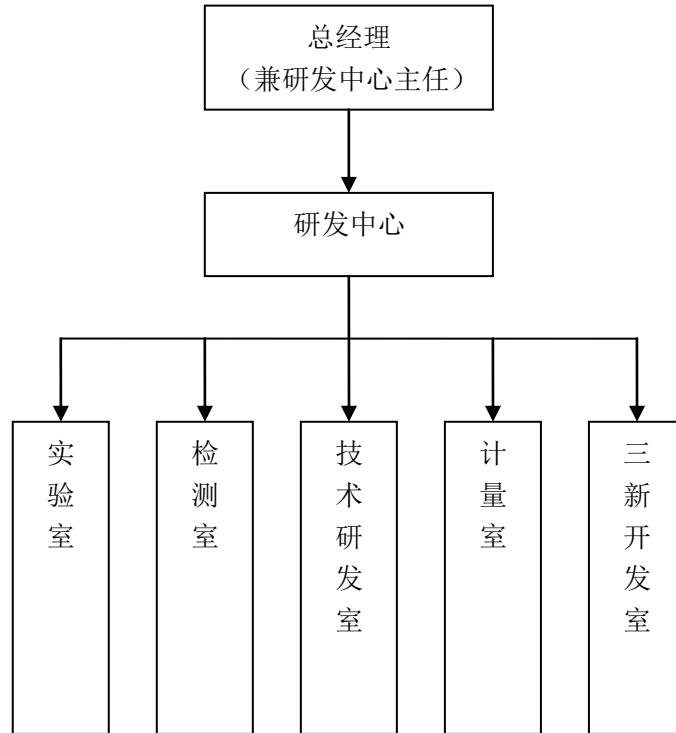 总经理
（兼研发中心主任）
研发中心
实验室
检测室
技术研发室
计量室
三新开发室